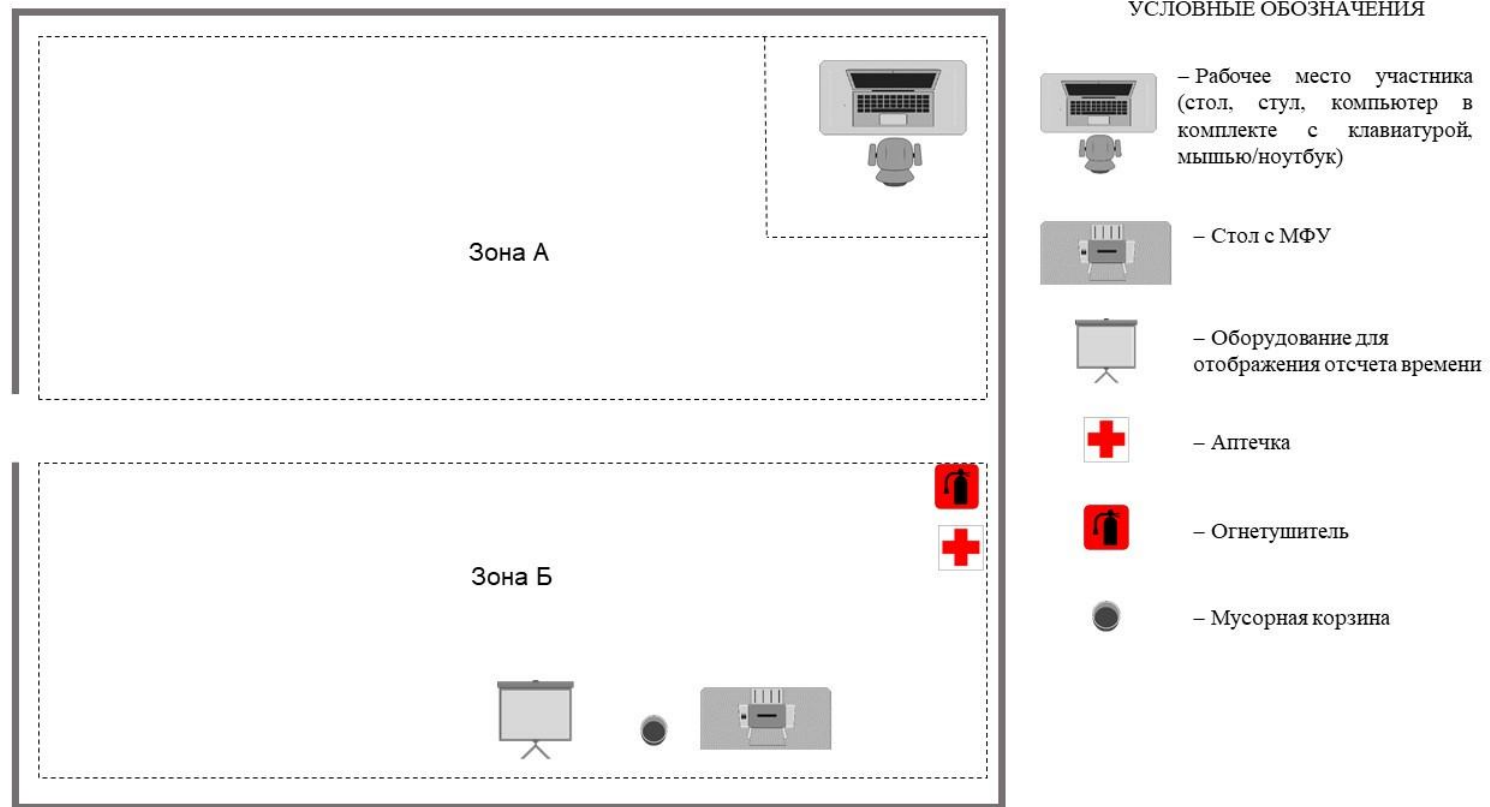 УСЛОВНЫЕ ОБОЗНАЧЕНИЯ
– Рабочее место участника
(стол, стул, компьютер в
комплекте с клавиатурой,
мышью/ноутбук)
– Стол с МФУ
– Оборудование для
отображения отсчета времени
– Аптечка
– Огнетушитель
– Мусорная корзина
Зона А
Зона Б